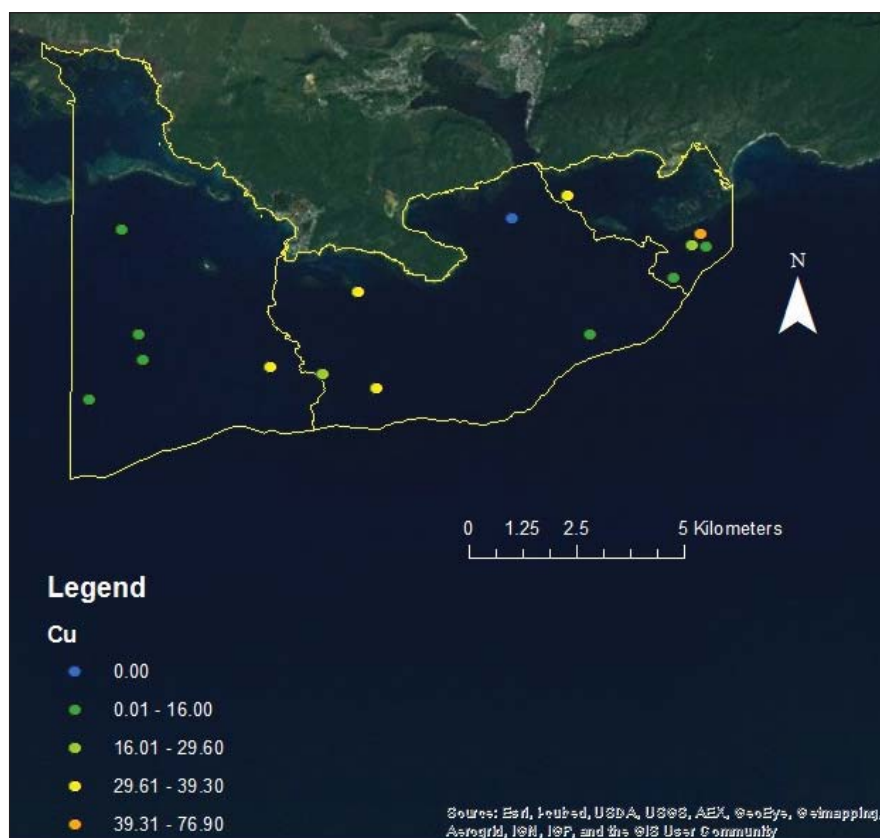 N
0 1.25 2.5 5 Kilometers
Legend
Cu
0.00
0.01 - 16.00
16.01 - 29.60
29.61 - 39.30
39.31 - 76.90
Source: Esri, USDA, USGS, AEX, GeoEye, Getmapping,
Aerogrid, IGN, IGP, and the GIS User Community